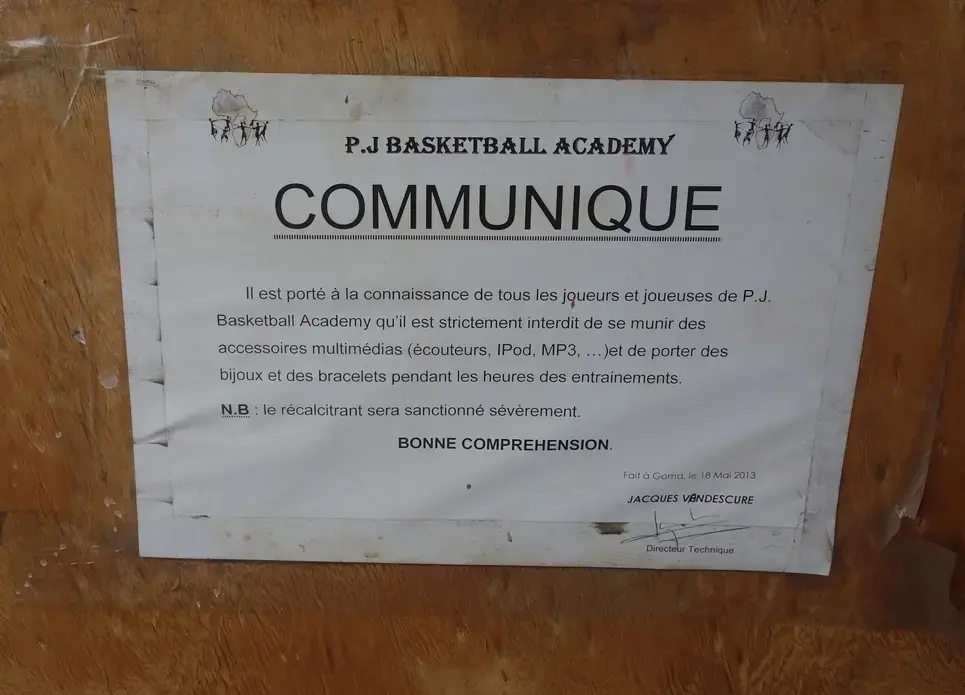 P.J BASKETBALL ACADEMY
COMMUNIQUE
Il est porté à la connaissance de tous les joueurs et joueuses de P.J.
Basketball Academy qu'il est strictement interdit de se munir des
accessoires multimédias (écouteurs, IPod, MP3, …)et de porter des
bijoux et des bracelets pendant les heures des entrainements.
N.B : le récalcitrant sera sanctionné sévèrement.
BONNE COMPREHENSION.
Fait à Goma, le 18 Mai 2013
JACQUES VANDESCURE
Directeur Technique